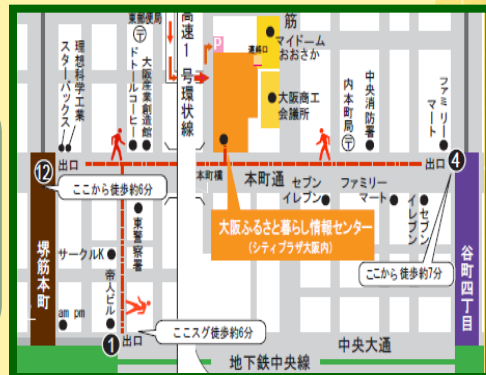 東郵便局
〒
高速1号環状線
筋
P
連絡口
マイドーム
おおさか
大阪商工
会議所
理想科学工業
スターバックス
ドトールコーヒー
大阪産業創造館
内本町局〒
中央消防署
ファミリー
マート
出口
12
ここから徒歩約6分
本町橋
本町通
出口
4
セブン
イレブン
ファミリー
マート
セブン
イレブン
大阪ふるさと暮らし情報センター
(シティプラザ大阪内)
ここから徒歩約7分
堺筋本町
谷町四丁目
東警察署
サークルK
帝人ビル
am pm
1
出口
ここスグ徒歩約6分
中央大通
地下鉄中央線